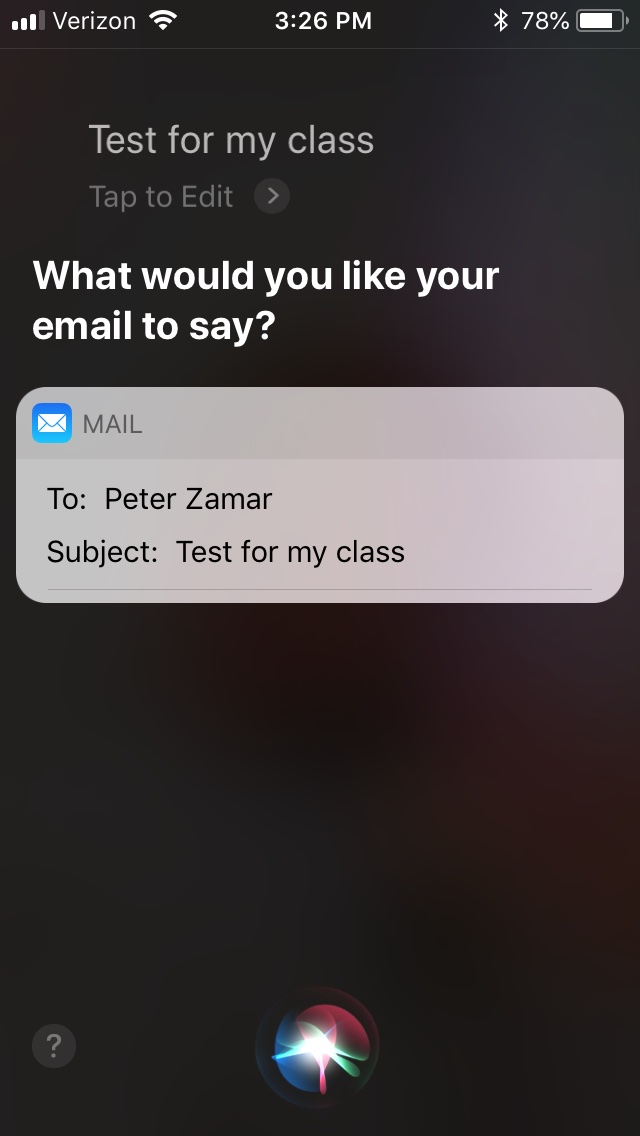 Verizon 3:26 PM 78%
Test for my class
Tap to Edit
What would you like your
email to say?
MAIL
To: Peter Zamar
Subject: Test for my class
?